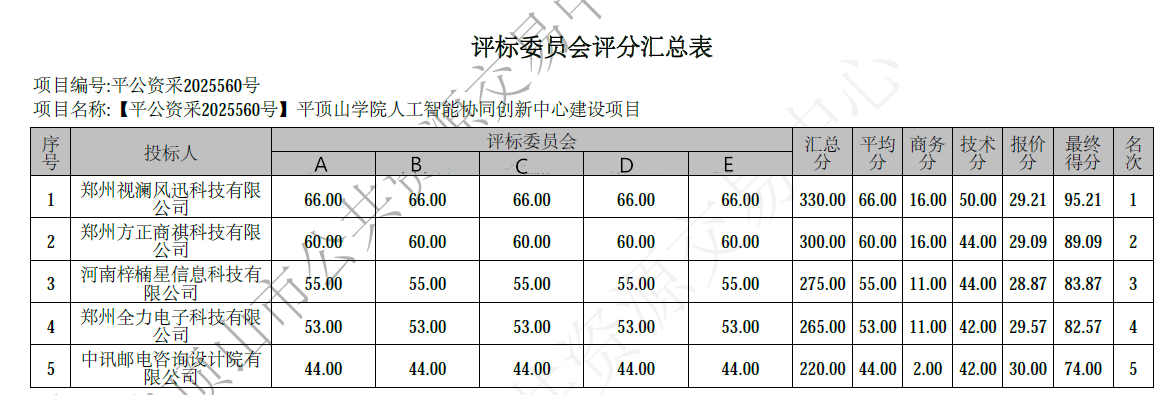 评标委员会评分汇总表
项目编号:平公资采2025560号
项目名称:【平公资采2025560号】平顶山学院人工智能协同创新中心建设项目
序号 投标人 评标委员会 汇总分 平均分 商务分 技术分 报价分 最终得分 名次
A B C D E
1 郑州视澜风迅科技有限公司 66.00 66.00 66.00 66.00 66.00 330.00 66.00 16.00 50.00 29.21 95.21 1
2 郑州方正商祺科技有限公司 60.00 60.00 60.00 60.00 60.00 300.00 60.00 16.00 44.00 29.09 89.09 2
3 河南梓楠星信息科技有限公司 55.00 55.00 55.00 55.00 55.00 275.00 55.00 11.00 44.00 28.87 83.87 3
4 郑州全力电子科技有限公司 53.00 53.00 53.00 53.00 53.00 265.00 53.00 11.00 42.00 29.57 82.57 4
5 中讯邮电咨询设计院有限公司 44.00 44.00 44.00 44.00 44.00 220.00 44.00 2.00 42.00 30.00 74.00 5